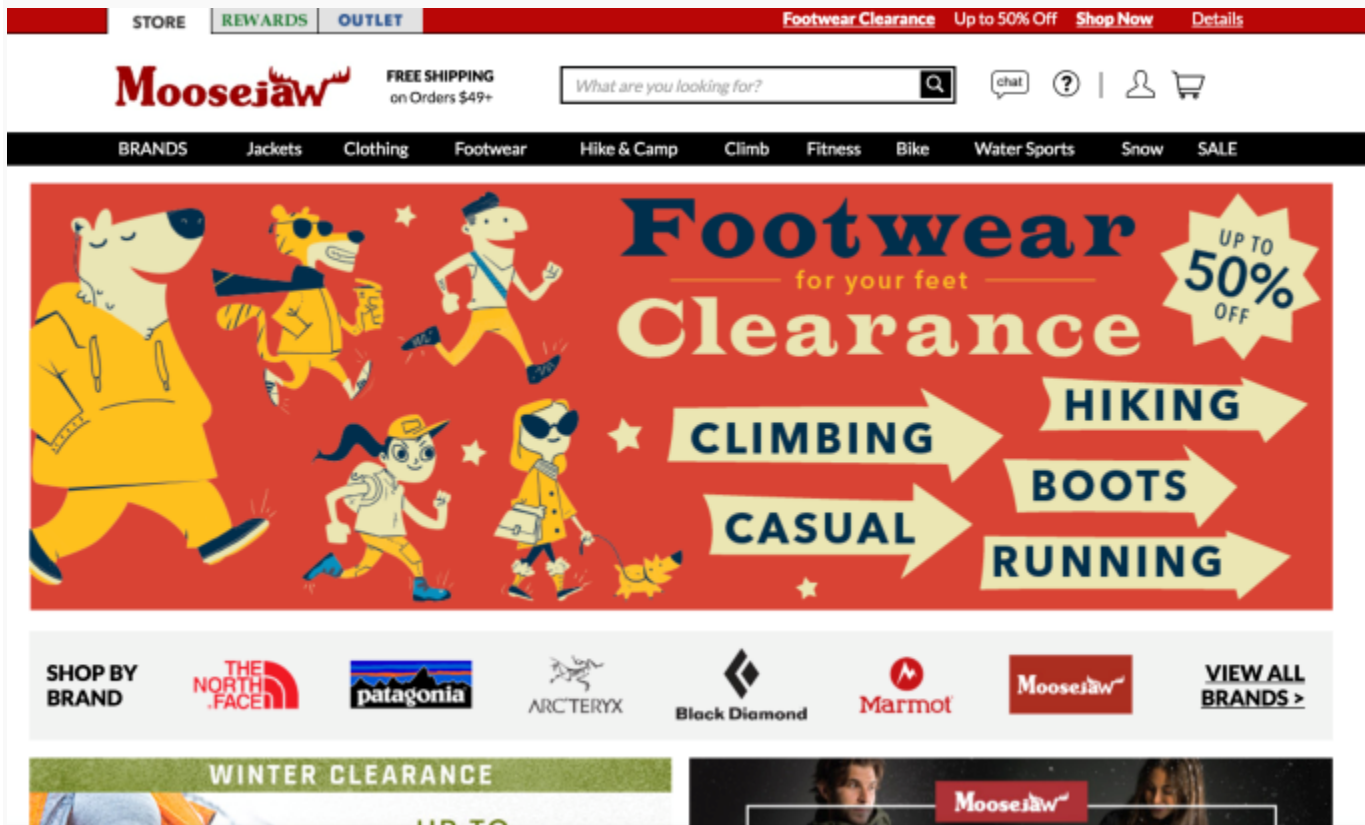 STORE REWARDS OUTLET Footwear Clearance Up to 50% Off Shop Now Details
Moosejaw FREE SHIPPING on Orders $49+ What are you looking for? chat ? |
BRANDS Jackets Clothing Footwear Hike & Camp Climb Fitness Bike Water Sports Snow SALE
Footwear
for your feet
Clearance
UP TO
50%
OFF
CLIMBING
HIKING
BOOTS
CASUAL
RUNNING
SHOP BY
BRAND
THE
NORTH
FACE
patagonia
ARC'TERYX
Black Diamond
Marmot
Moosejaw
VIEW ALL
BRANDS >
WINTER CLEARANCE
UP TO
Moosejaw